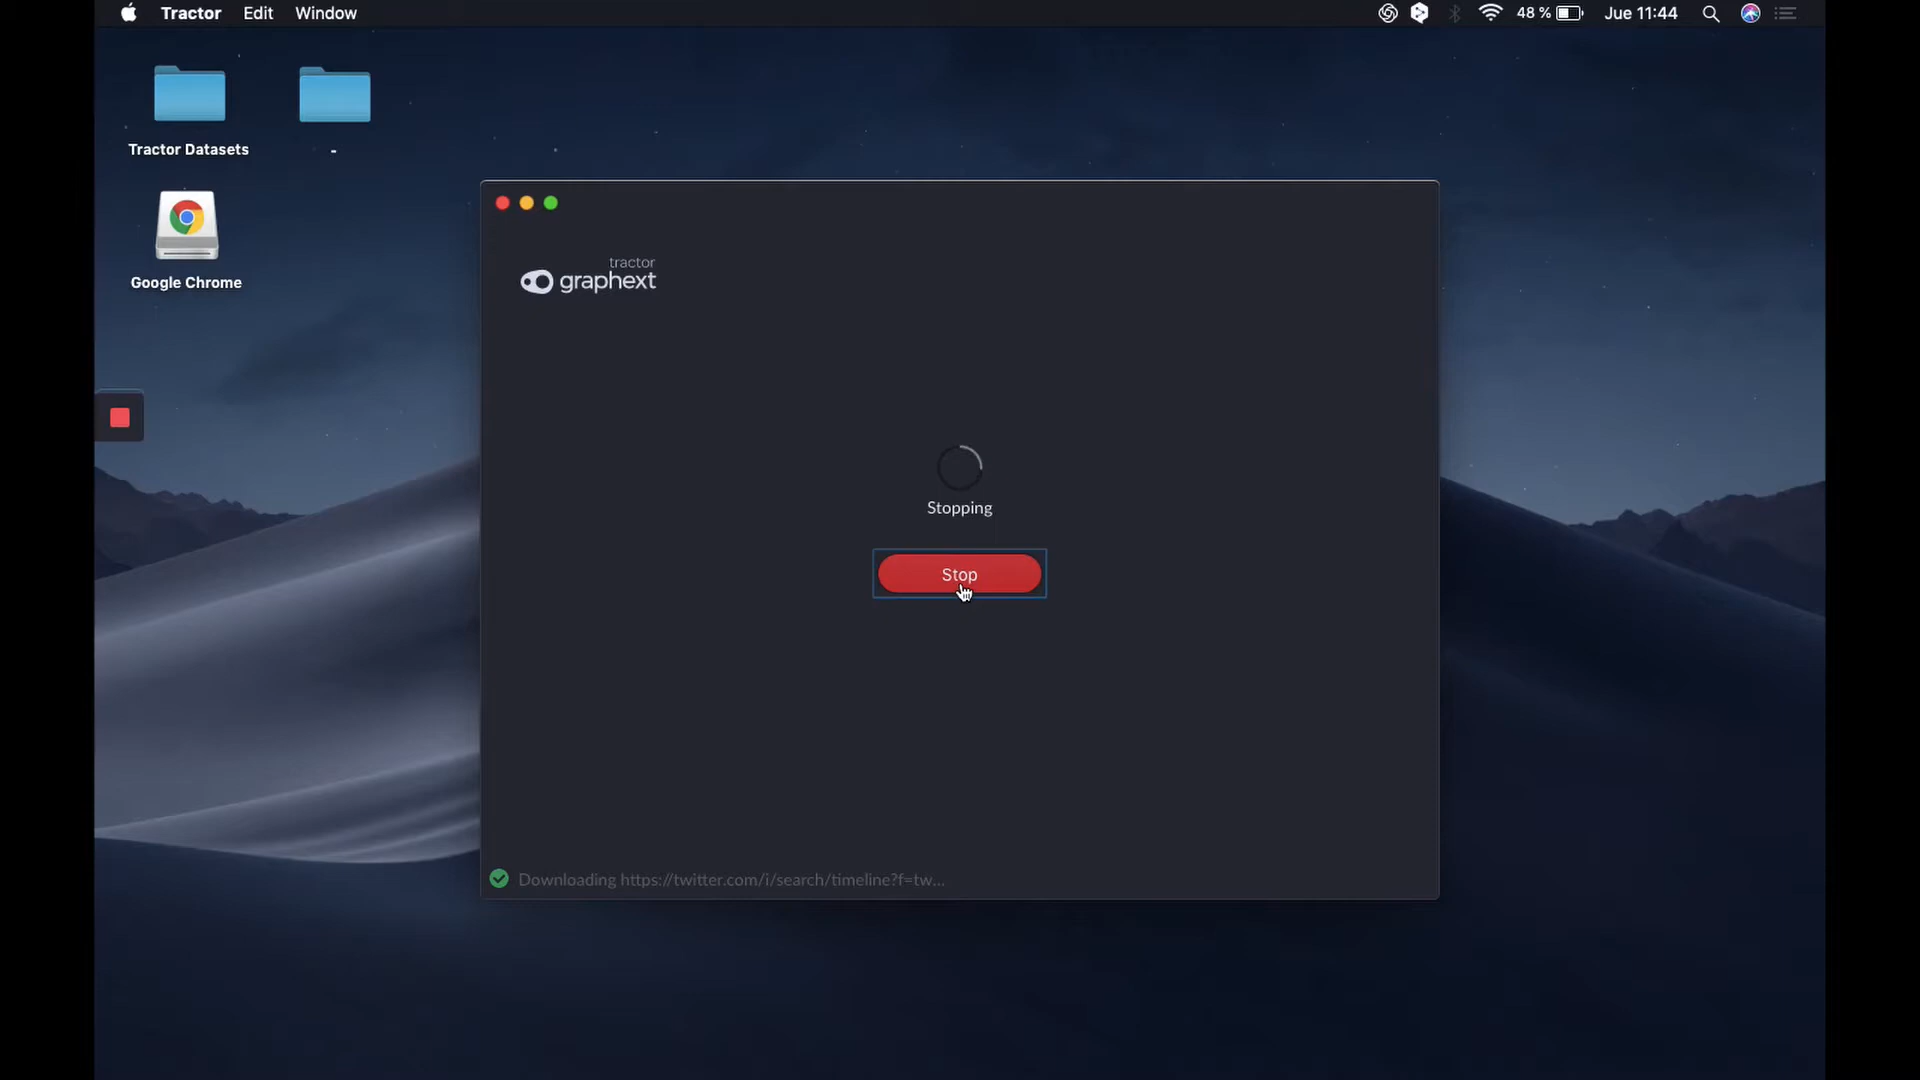 Tractor Edit Window 48 % Jue 11:44
Tractor Datasets
-
Google Chrome
tractor
graphext
Stopping
Stop
Downloading https://twitter.com/i/search/timeline?f=tw...